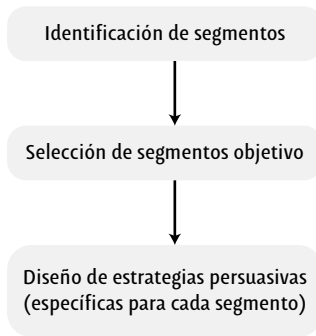 Identificación de segmentos
Selección de segmentos objetivo
Diseño de estrategias persuasivas
(específicas para cada segmento)